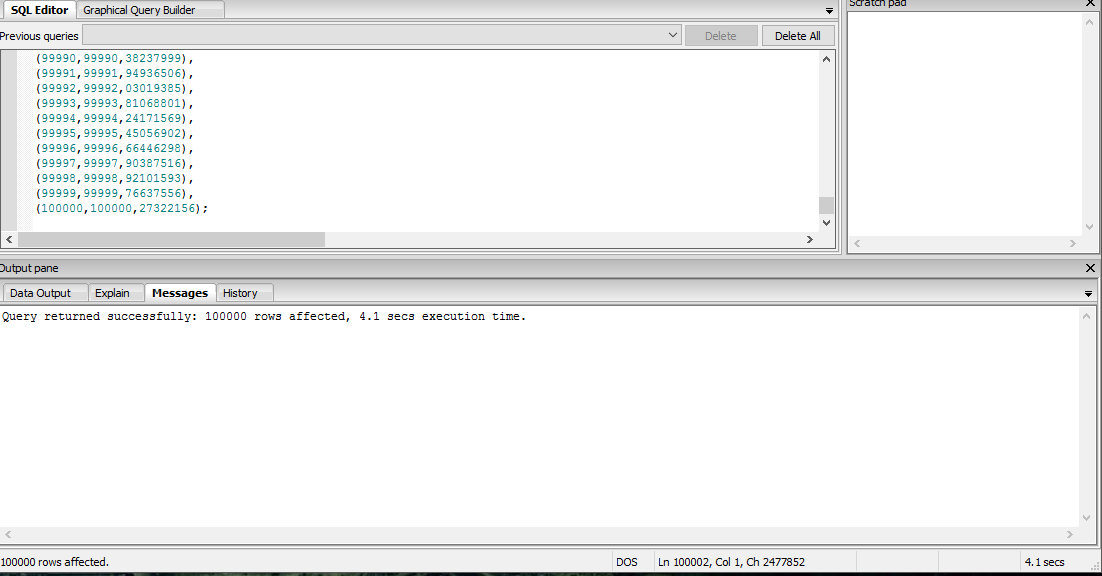 SQL Editor Graphical Query Builder
Scratch pad
Previous queries Delete Delete All
(99990,99990,38237999),
(99991,99991,94936506),
(99992,99992,03019385),
(99993,99993,81068801),
(99994,99994,24171569),
(99995,99995,45056902),
(99996,99996,66446298),
(99997,99997,90387516),
(99998,99998,92101593),
(99999,99999,76637556),
(100000,100000,27322156);
Output pane
Data Output Explain Messages History
Query returned successfully: 100000 rows affected, 4.1 secs execution time.
100000 rows affected. DOS Ln 100002, Col 1, Ch 2477852 4.1 secs